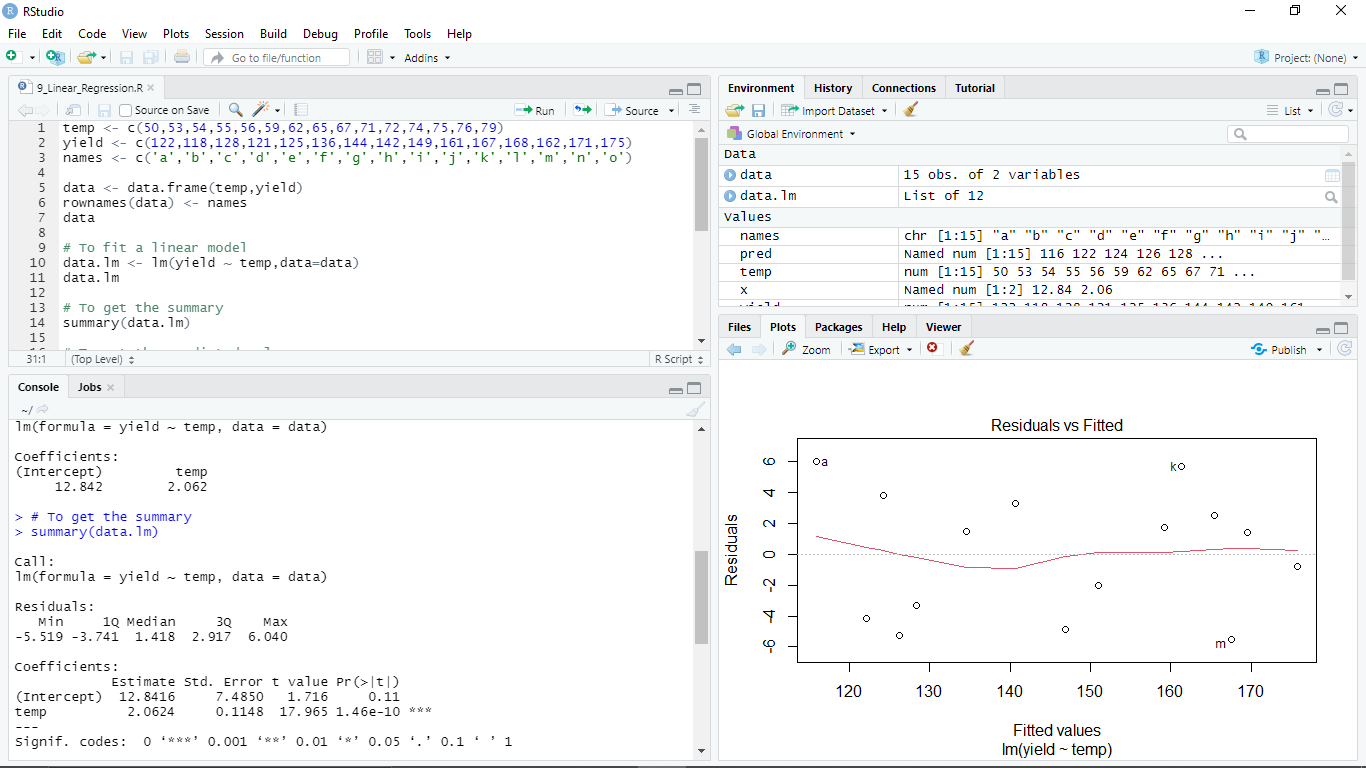 RStudio
File Edit Code View Plots Session Build Debug Profile Tools Help
Go to file/function Addins Project: (None)
9_Linear_Regression.R
Source on Save Run Source
1 temp <- c(50,53,54,55,56,59,62,65,67,71,72,74,75,76,79)
2 yield <- c(122,118,128,121,125,136,144,142,149,161,167,168,162,171,175)
3 names <- c('a','b','c','d','e','f','g','h','i','j','k','l','m','n','o')
4
5 data <- data.frame(temp,yield)
6 rownames(data) <- names
7 data
8
9 # To fit a linear model
10 data.lm <- lm(yield ~ temp,data=data)
11 data.lm
12
13 # To get the summary
14 summary(data.lm)
15
31:1 (Top Level) R Script
Console Jobs
~/
lm(formula = yield ~ temp, data = data)
Coefficients:
(Intercept) temp
12.842 2.062
> # To get the summary
> summary(data.lm)
Call:
lm(formula = yield ~ temp, data = data)
Residuals:
Min 1Q Median 3Q Max
-5.519 -3.741 1.418 2.917 6.040
Coefficients:
Estimate Std. Error t value Pr(>|t|)
(Intercept) 12.8416 7.4850 1.716 0.11
temp 2.0624 0.1148 17.965 1.46e-10 ***
---
Signif. codes: 0 ‘***’ 0.001 ‘**’ 0.01 ‘*’ 0.05 ‘.’ 0.1 ‘ ’ 1
Environment History Connections Tutorial
Import Dataset List
Global Environment
Data
data 15 obs. of 2 variables
data.lm List of 12
Values
names chr [1:15] "a" "b" "c" "d" "e" "f" "g" "h" "i" "j" "…
pred Named num [1:15] 116 122 124 126 128 ...
temp num [1:15] 50 53 54 55 56 59 62 65 67 71 ...
x Named num [1:2] 12.84 2.06
Files Plots Packages Help Viewer
Zoom Export Publish
Residuals vs Fitted
Residuals
6
4
2
0
-2
-4
-6
a
k
m
120 130 140 150 160 170
Fitted values
lm(yield ~ temp)